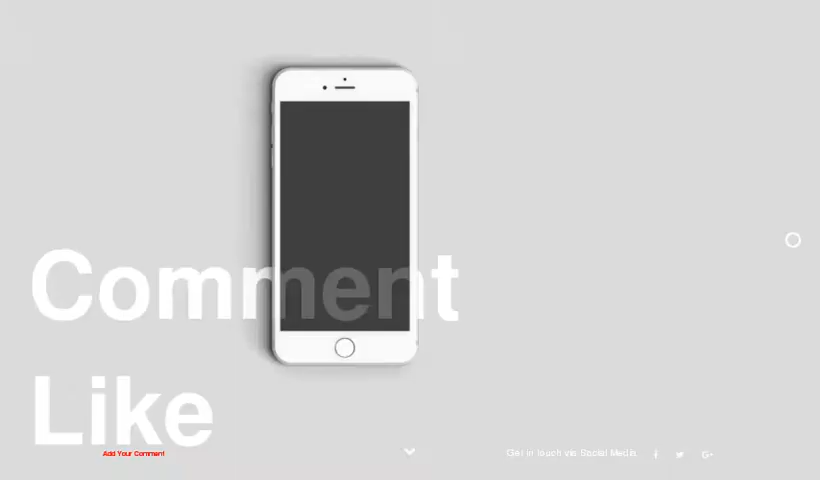 Comment
Like
Add Your Comment
Get in touch via Social Media
G+